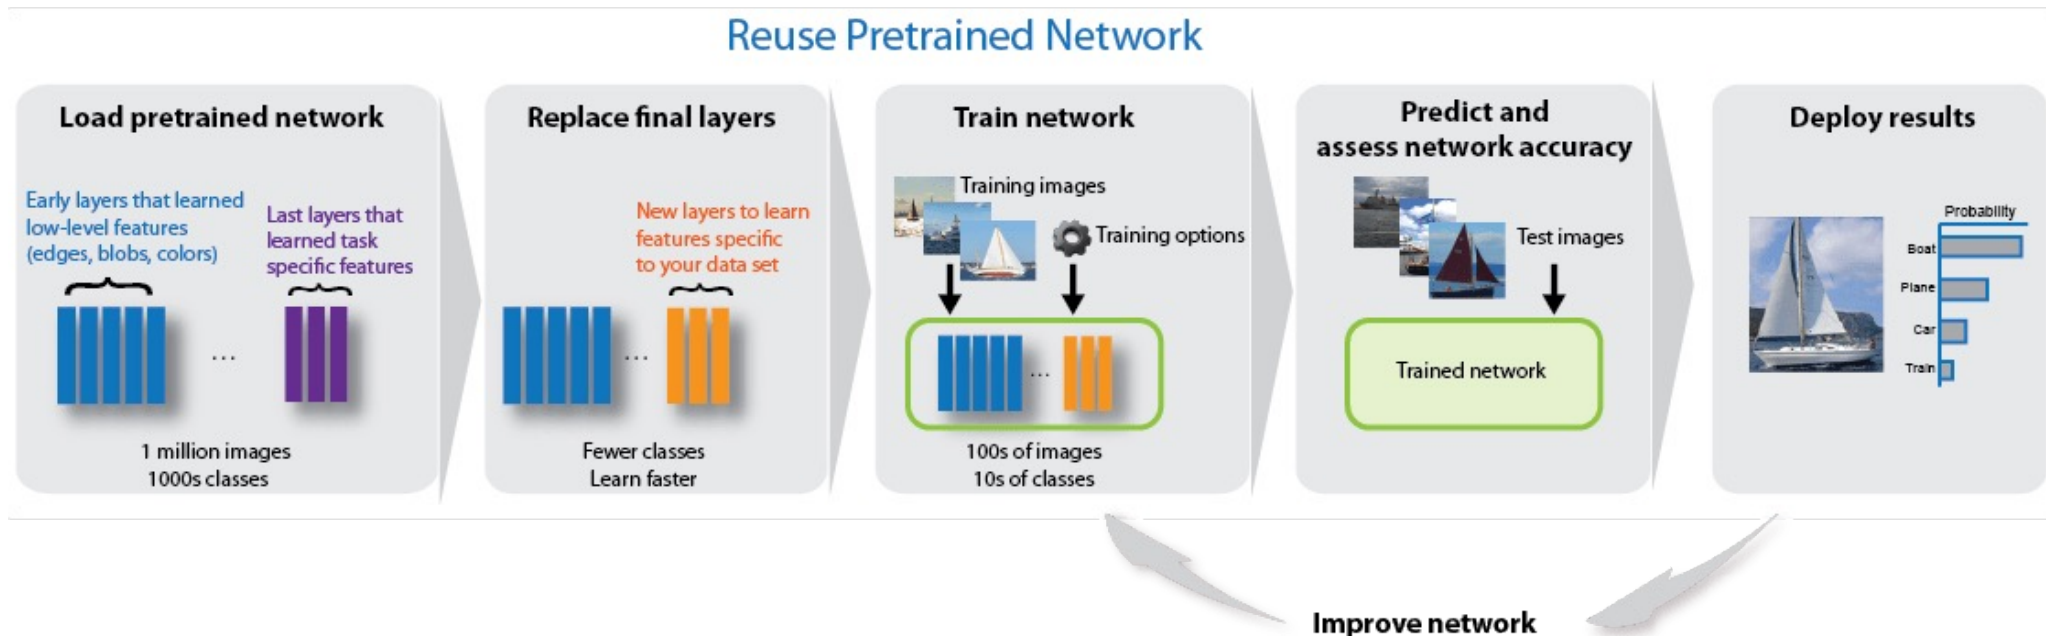 Reuse Pretrained Network
Load pretrained network
Early layers that learned
low-level features
(edges, blobs, colors)
Last layers that
learned task
specific features
...
1 million images
1000s classes
Replace final layers
New layers to learn
features specific
to your data set
...
Fewer classes
Learn faster
Train network
Training images
Training options
...
100s of images
10s of classes
Predict and
assess network accuracy
Test images
Trained network
Deploy results
Probability
Boat
Plane
Car
Train
Improve network